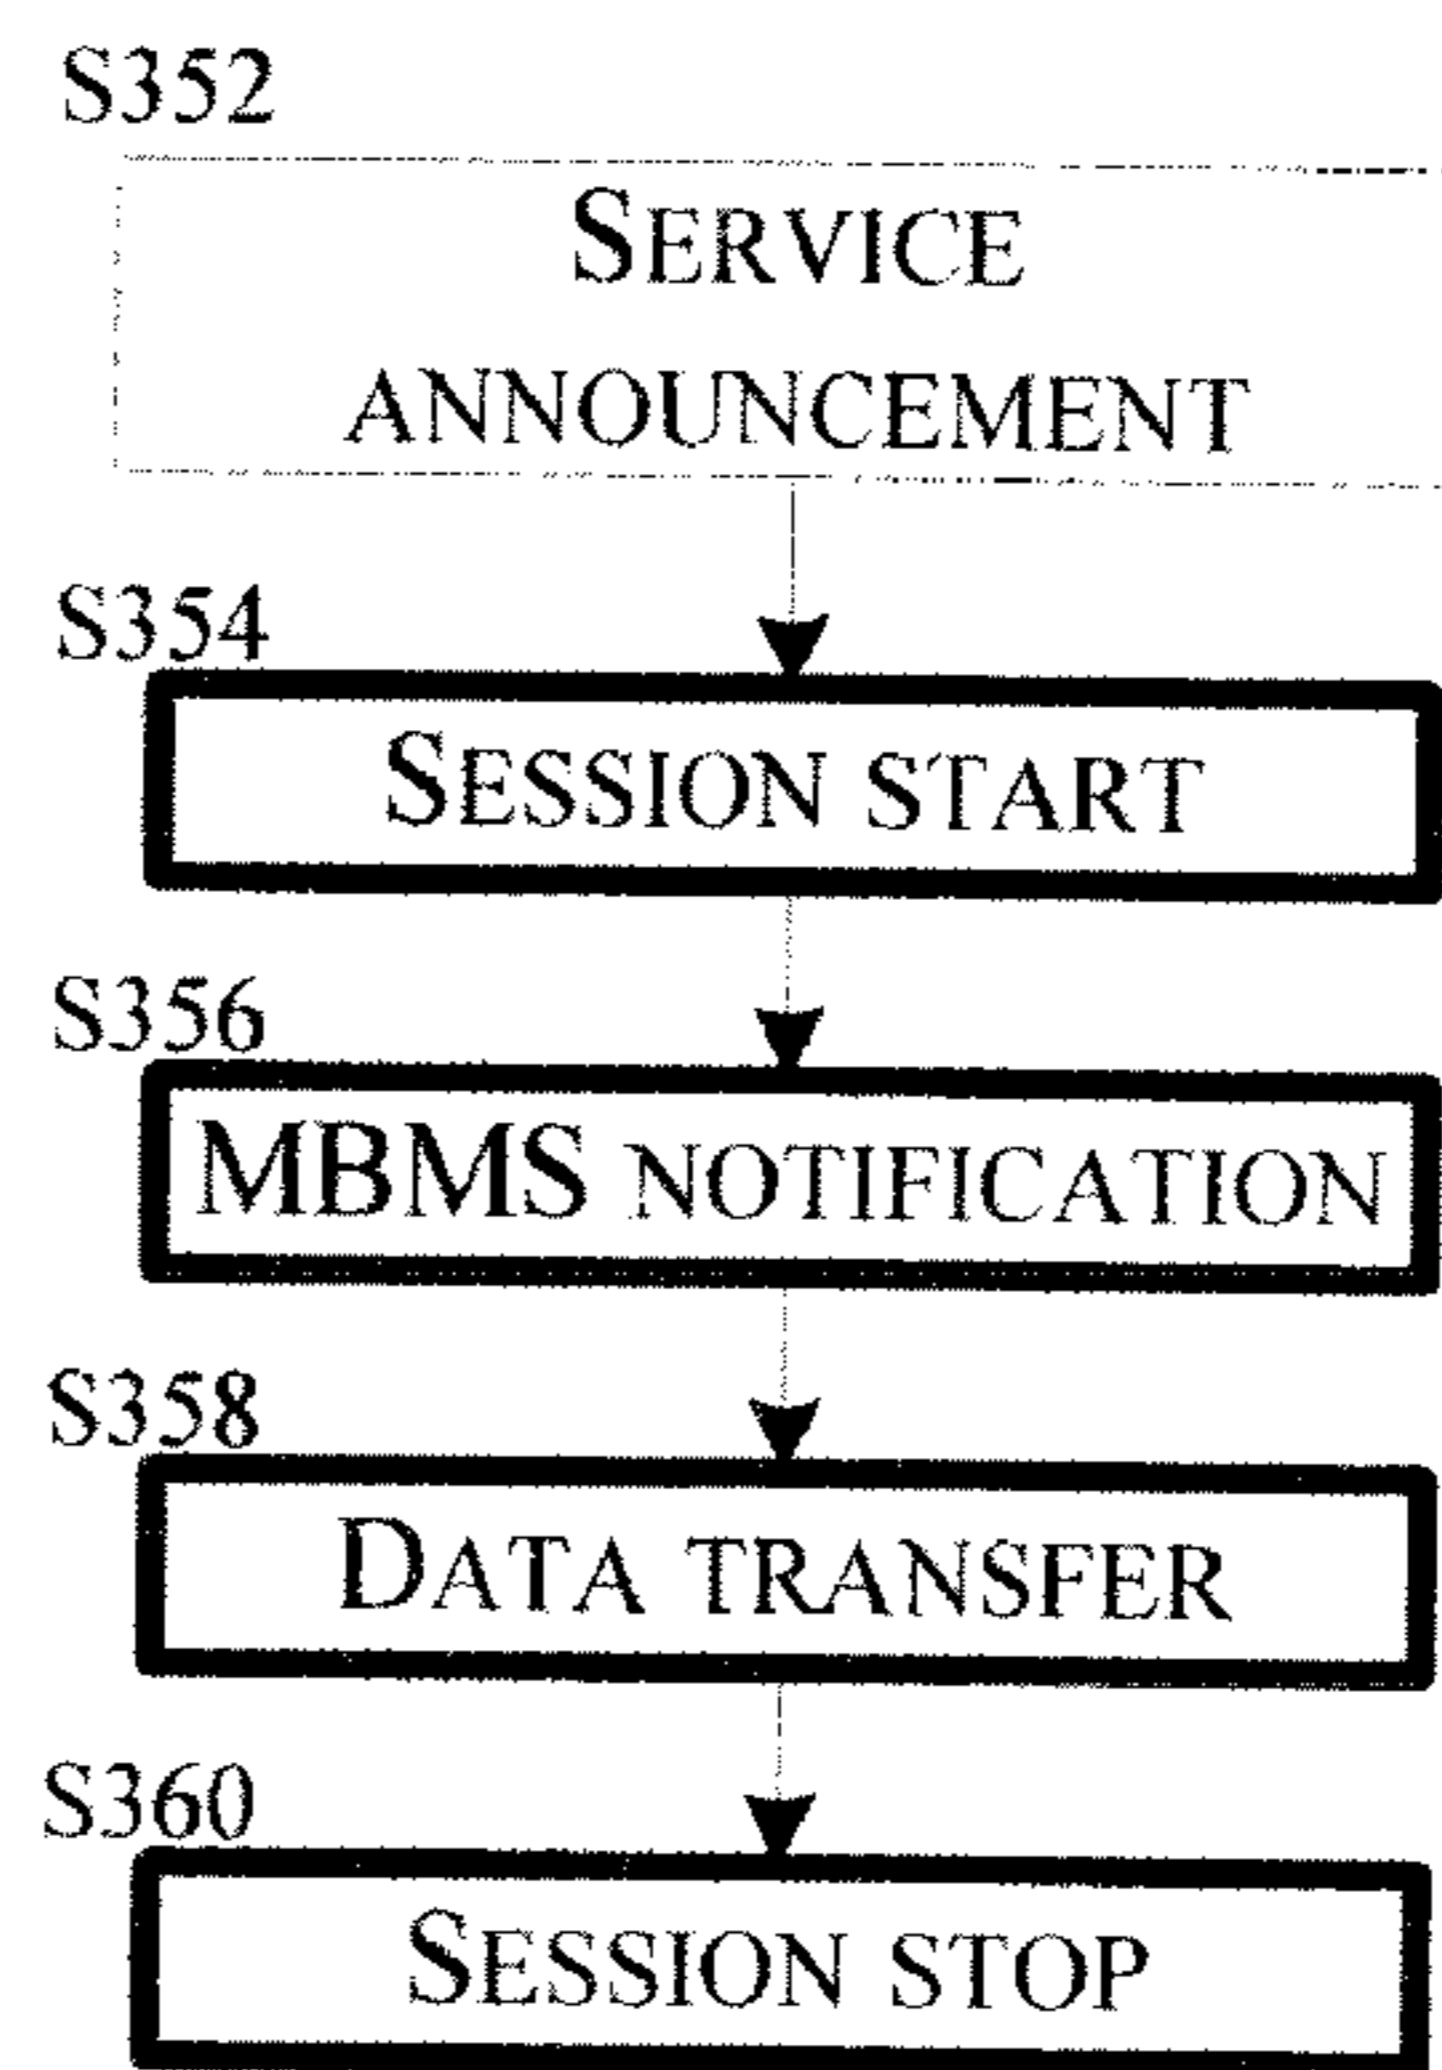 S352
SERVICE
ANNOUNCEMENT
S354
SESSION START
S356
MBMS NOTIFICATION
S358
DATA TRANSFER
S360
SESSION STOP